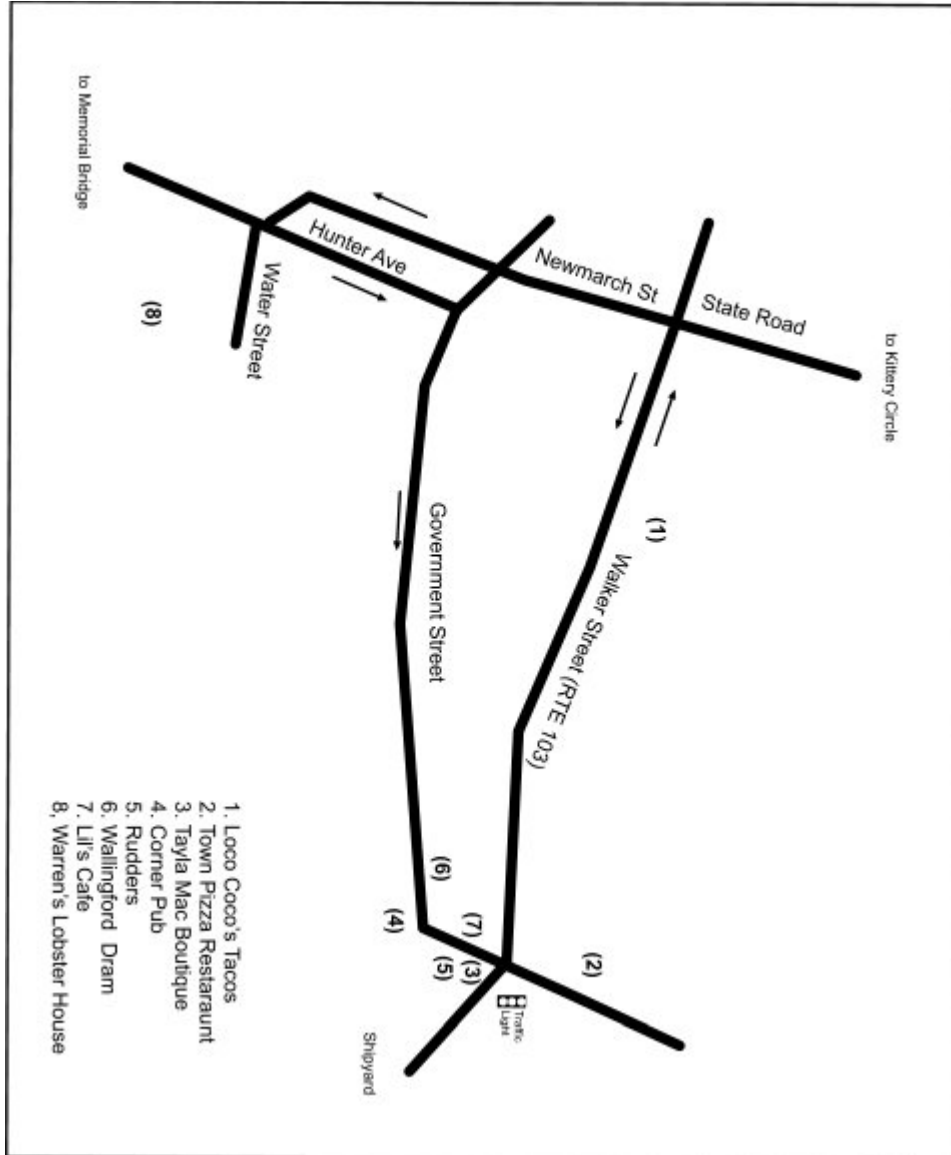 to Memorial Bridge
to Kittery Circle
State Road
Newmarch St
Hunter Ave
Water Street
(8)
(1)
Walker Street (RTE 103)
Government Street
(6)
(4)
(7)
(5)
(3)
(2)
Traffic
Light
Shipyard
1. Loco Coco's Tacos
2. Town Pizza Restaraunt
3. Tayla Mac Boutique
4. Corner Pub
5. Rudders
6. Wallingford Dram
7. Lil's Cafe
8, Warren's Lobster House